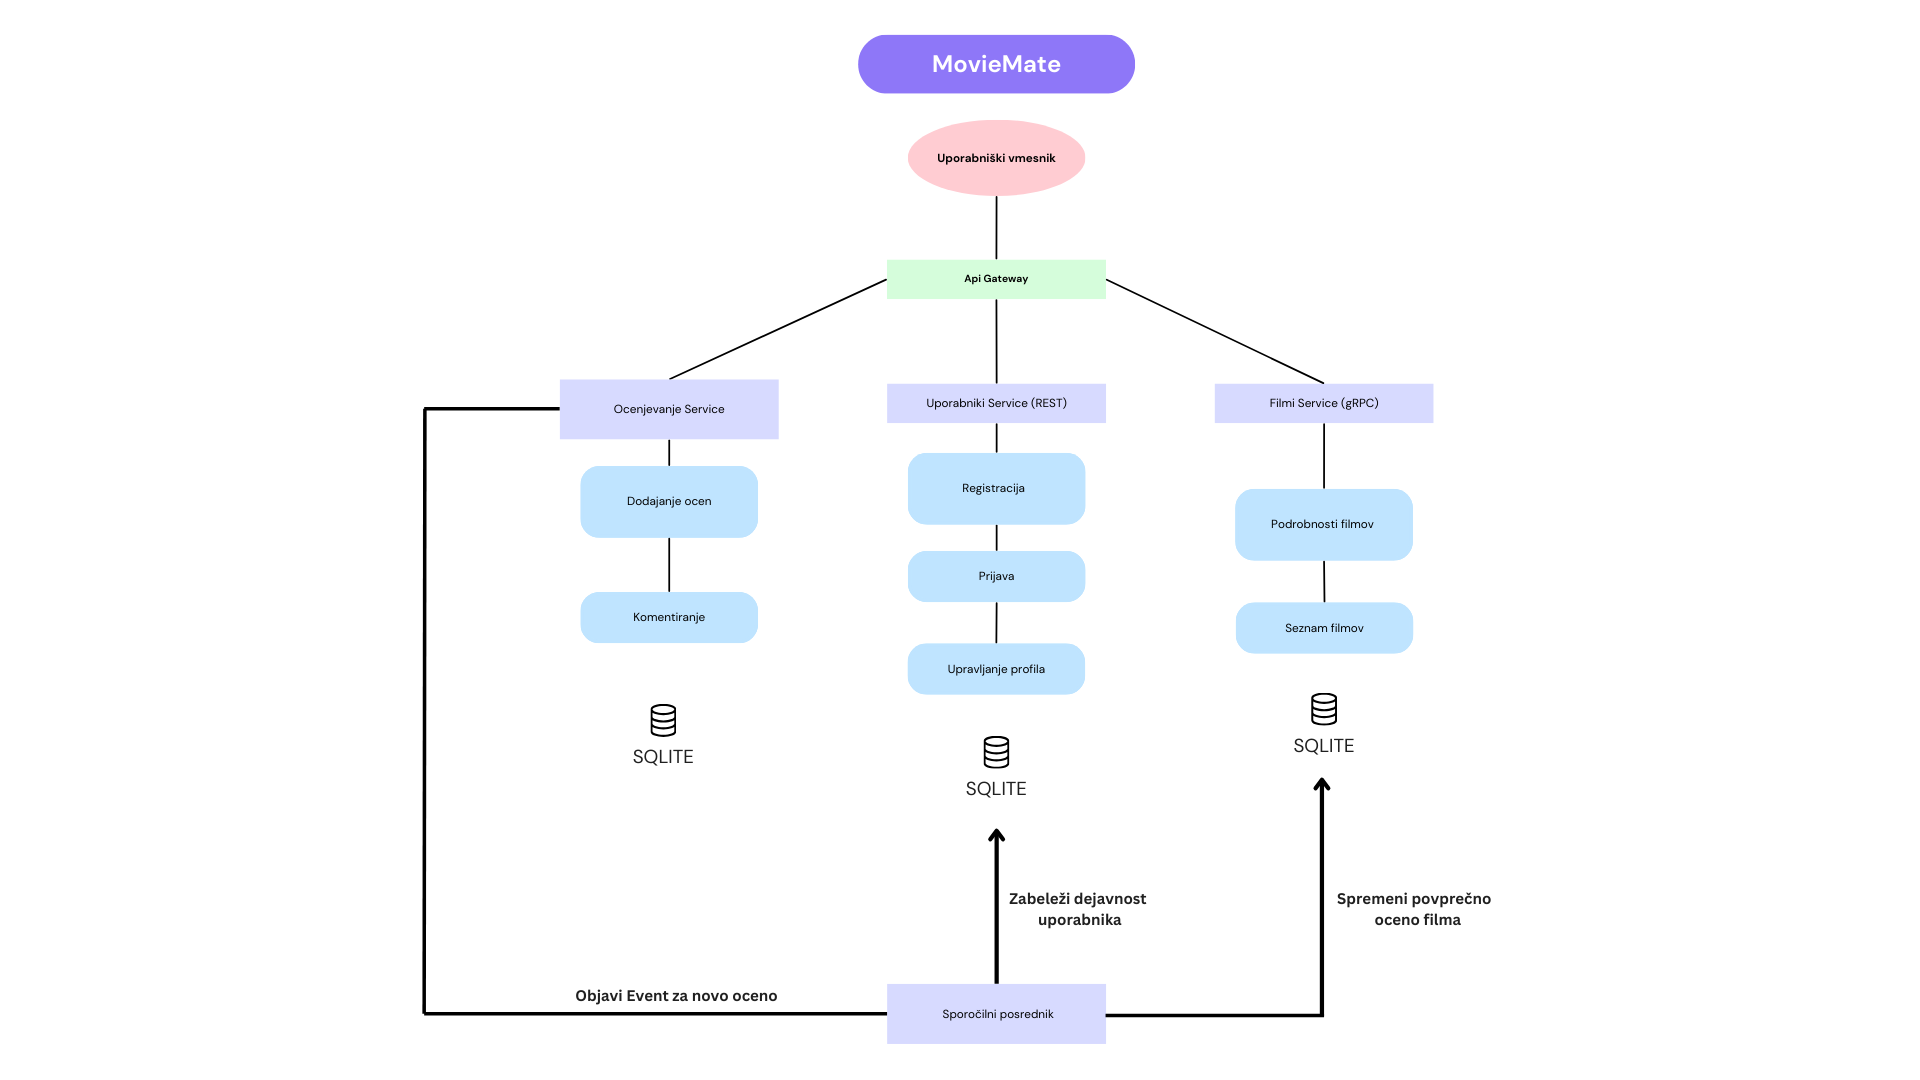 MovieMate
Uporabniški vmesnik
Api Gateway
Ocenjevanje Service
Uporabniki Service (REST)
Filmi Service (gRPC)
Dodajanje ocen
Registracija
Podrobnosti filmov
Prijava
Komentiranje
Seznam filmov
Upravljanje profila
SQLITE
SQLITE
SQLITE
Zabeleži dejavnost
uporabnika
Spremeni povprečno
oceno filma
Objavi Event za novo oceno
Sporočilni posrednik